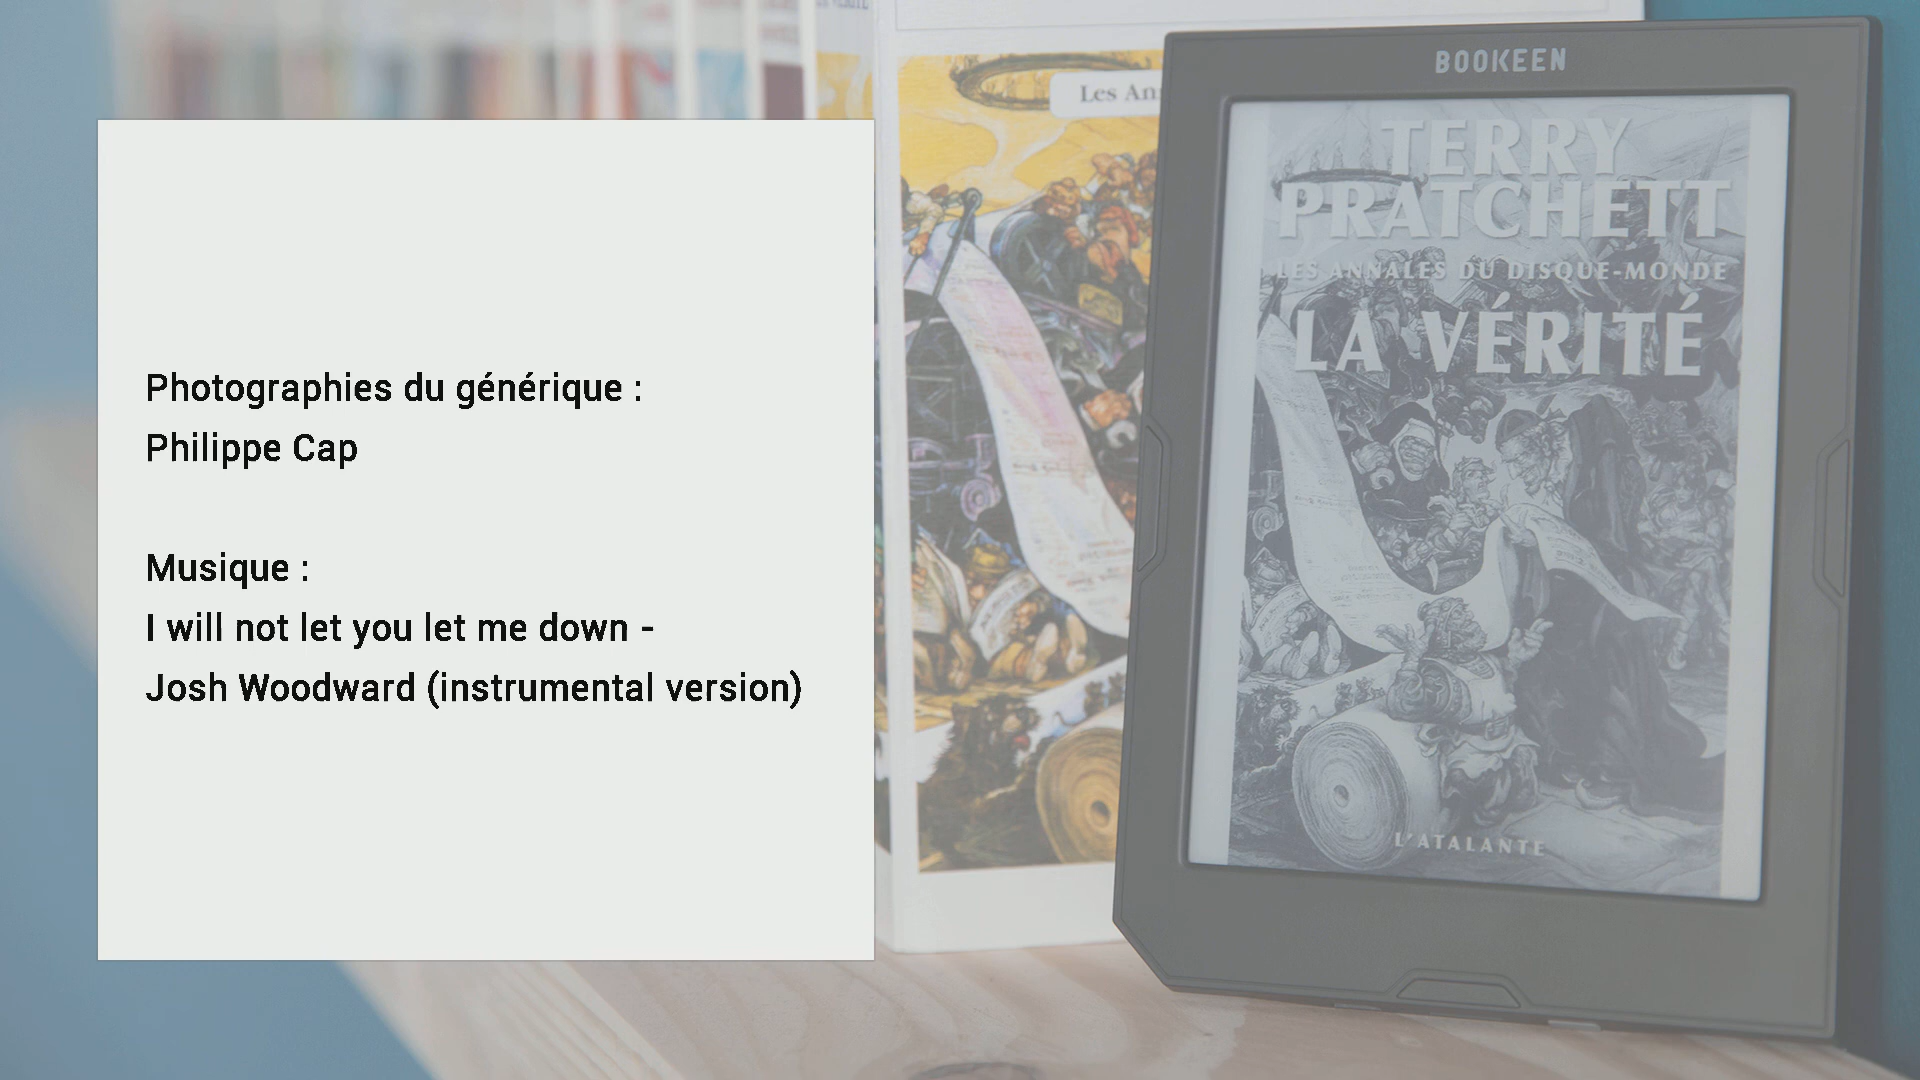 Photographies du générique :
Philippe Cap
Musique :
I will not let you let me down -
Josh Woodward (instrumental version)
Les An
BOOKEEN
TERRY
PRATCHETT
LES ANNALES DU DISQUE-MONDE
LA VÉRITÉ
L'ATALANTE